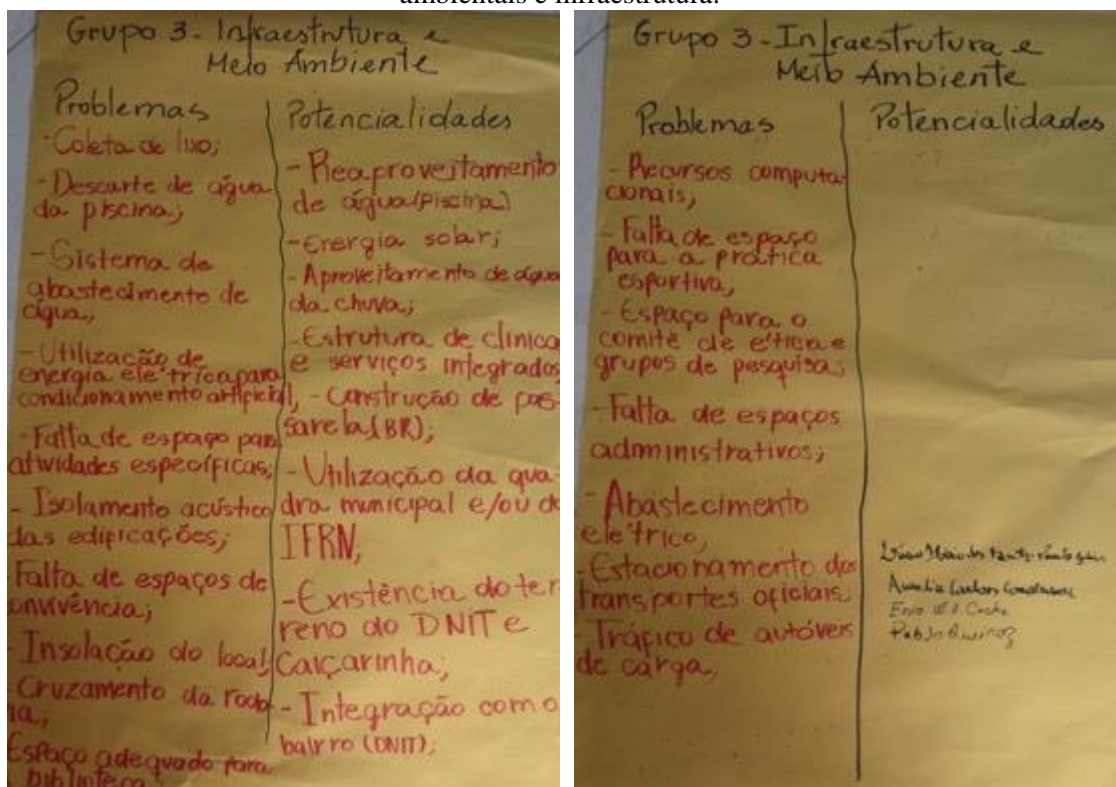 ambientais e infraestrutura.
Grupo 3 - Infraestrutura e
Meio Ambiente
Problemas
- Coleta de lixo;
- Descarte de água
da piscina;
- Sistema de
abastecimento de
água,
- Utilização de
energia elétrica para
condicionamento artificial,
- Falta de espaço para
atividades específicas;
- Isolamento acústico
das edificações;
Falta de espaços de
onvivência;
- Insolação do local,
- Cruzamento da rodo
ia,
Espaço adequado para
biblioteca
Potencialidades
- Reaproveitamento
de água (Piscina)
- Energia solar;
- Aproveitamento de água
da chuva;
- Estrutura de clínica
e serviços integrados
- Construção de pas-
sarela (BR);
- Utilização da qua-
dra municipal e/ou do
IFRN;
- Existência do ter
reno do DNIT e
Caiçarinha;
- Integração com o
bairro (DNIT);
Grupo 3 - Infraestrutura e
Meio Ambiente
Problemas
- Recursos computa-
cionais,
- Falta de espaço
para a prática
esportiva,
- Espaço para o
comitê de ética e
grupos de pesquisa;
- Falta de espaços
administrativos;
- Abastecimento
elétrico,
- Estacionamento dos
transportes oficiais;
- Tráfico de autóveis
de carga,
Potencialidades
Pablo Queiroz